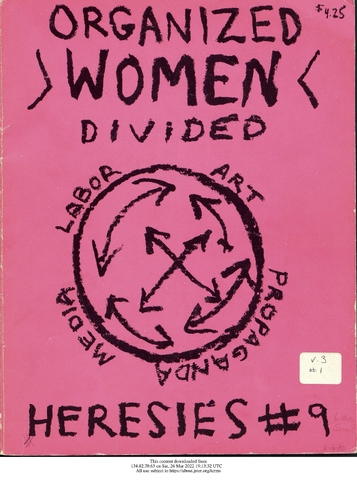 $4.25
ORGANIZED
>WOMEN<
DIVIDED
LABOR
ART
MEDIA
PROPAGANDA
v. 3
no. 1
HERESIES #9
This content downloaded from
134.82.70.63 on Sat, 26 Mar 2022 19:15:32 UTC
All use subject to https://about.jstor.org/terms